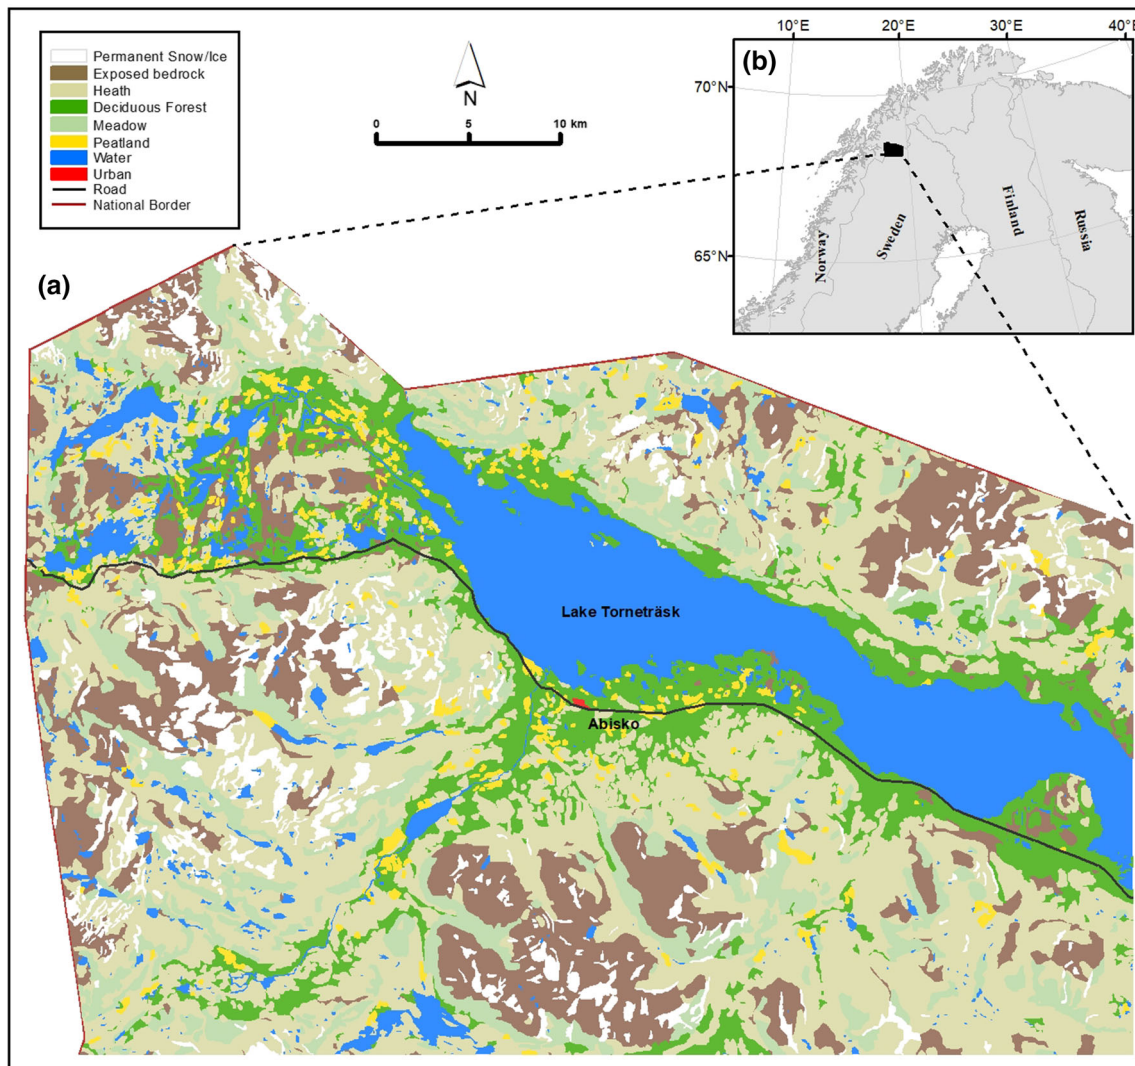 Permanent Snow/Ice
Exposed bedrock
Heath
Deciduous Forest
Meadow
Peatland
Water
Urban
Road
National Border
N
0 5 10 km
10°E 20°E 30°E 40°E
(b)
70°N
65°N
Norway
Sweden
Finland
Russia
(a)
Lake Torneträsk
Abisko